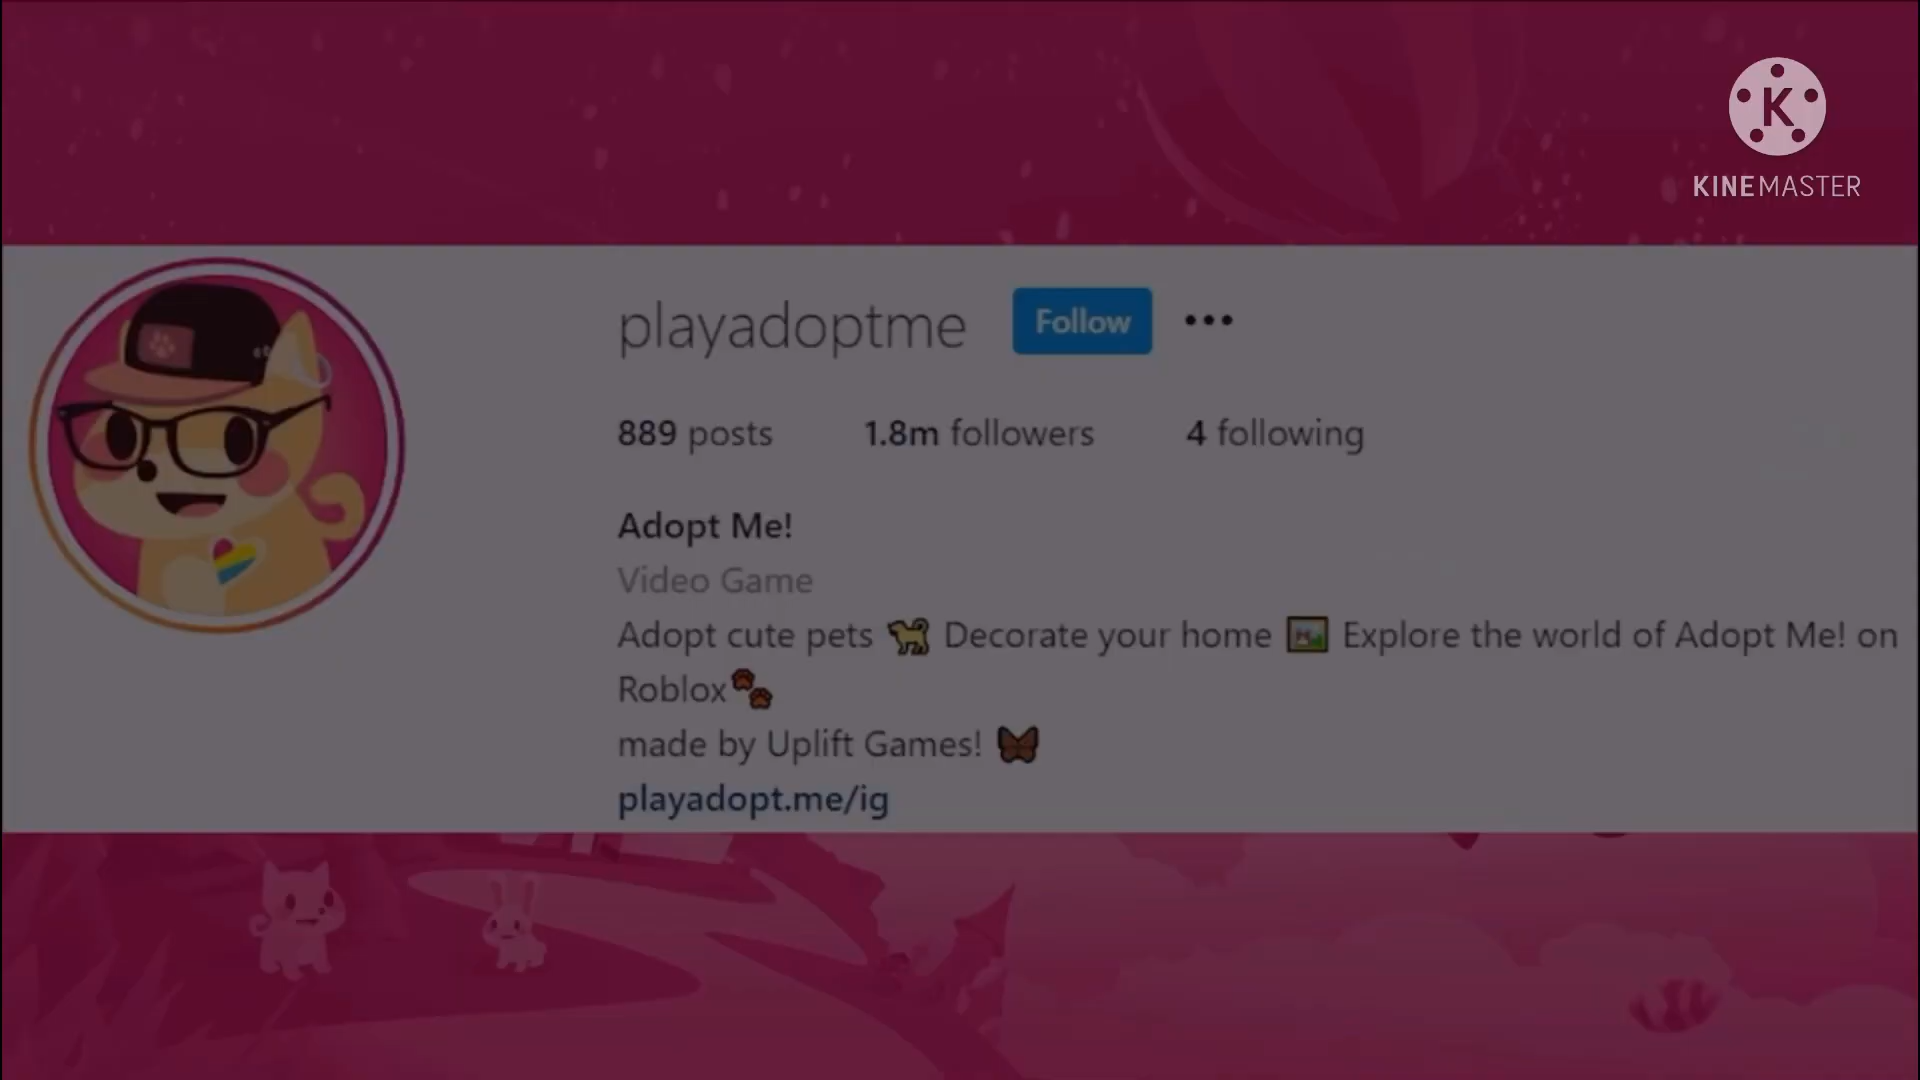 KINEMASTER
playadoptme Follow
889 posts 1.8m followers 4 following
Adopt Me!
Video Game
Adopt cute pets 🐕 Decorate your home 🖼️ Explore the world of Adopt Me! on
Roblox🐾
made by Uplift Games! 🦋
playadopt.me/ig